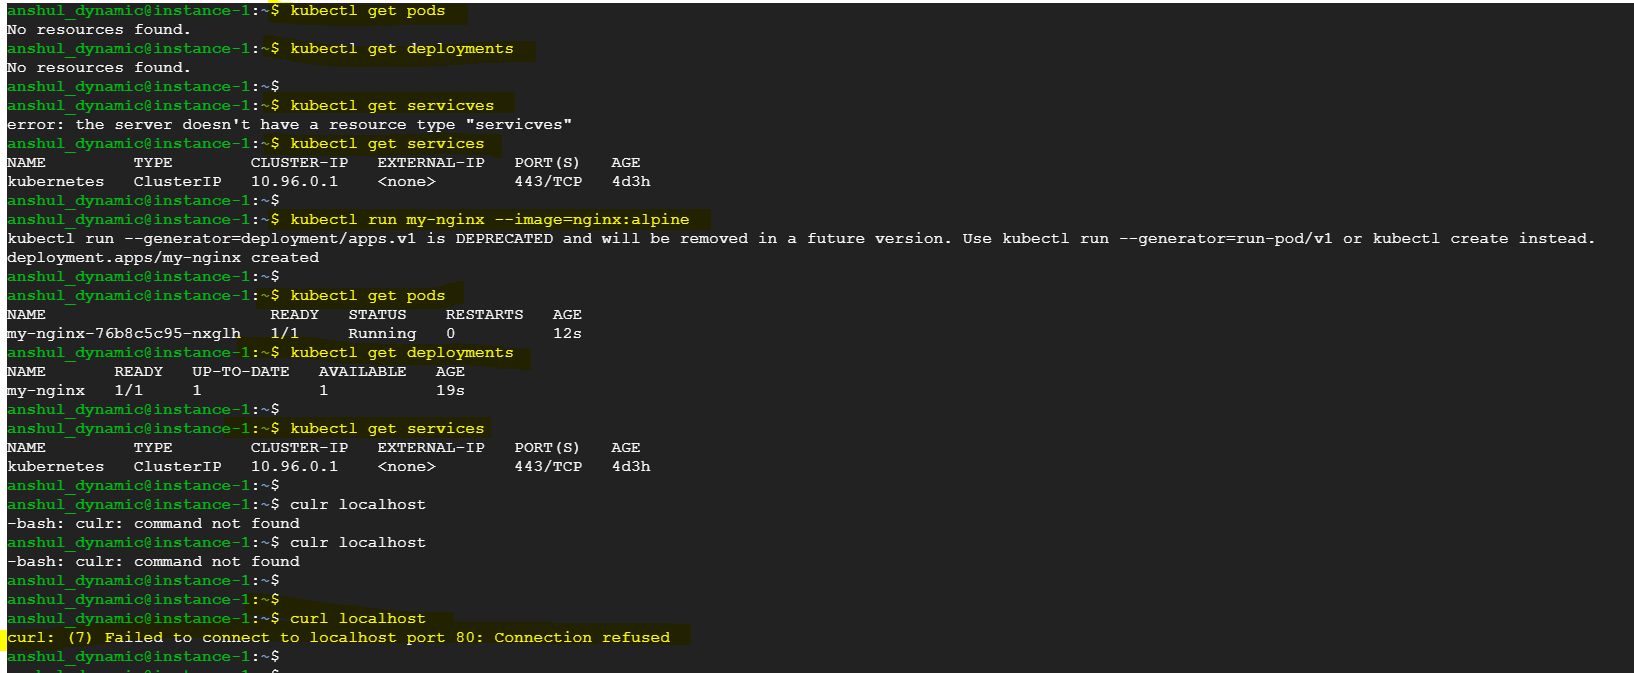 anshul_dynamic@instance-1:~$ kubectl get pods
No resources found.
anshul_dynamic@instance-1:~$ kubectl get deployments
No resources found.
anshul_dynamic@instance-1:~$
anshul_dynamic@instance-1:~$ kubectl get servicves
error: the server doesn't have a resource type "servicves"
anshul_dynamic@instance-1:~$ kubectl get services
NAME         TYPE        CLUSTER-IP   EXTERNAL-IP   PORT(S)   AGE
kubernetes   ClusterIP   10.96.0.1    <none>        443/TCP   4d3h
anshul_dynamic@instance-1:~$
anshul_dynamic@instance-1:~$ kubectl run my-nginx --image=nginx:alpine
kubectl run --generator=deployment/apps.v1 is DEPRECATED and will be removed in a future version. Use kubectl run --generator=run-pod/v1 or kubectl create instead.
deployment.apps/my-nginx created
anshul_dynamic@instance-1:~$
anshul_dynamic@instance-1:~$ kubectl get pods
NAME                       READY   STATUS    RESTARTS   AGE
my-nginx-76b8c5c95-nxglh   1/1     Running   0          12s
anshul_dynamic@instance-1:~$ kubectl get deployments
NAME       READY   UP-TO-DATE   AVAILABLE   AGE
my-nginx   1/1     1            1           19s
anshul_dynamic@instance-1:~$
anshul_dynamic@instance-1:~$ kubectl get services
NAME         TYPE        CLUSTER-IP   EXTERNAL-IP   PORT(S)   AGE
kubernetes   ClusterIP   10.96.0.1    <none>        443/TCP   4d3h
anshul_dynamic@instance-1:~$
anshul_dynamic@instance-1:~$ culr localhost
-bash: culr: command not found
anshul_dynamic@instance-1:~$ culr localhost
-bash: culr: command not found
anshul_dynamic@instance-1:~$
anshul_dynamic@instance-1:~$
anshul_dynamic@instance-1:~$ curl localhost
curl: (7) Failed to connect to localhost port 80: Connection refused
anshul_dynamic@instance-1:~$